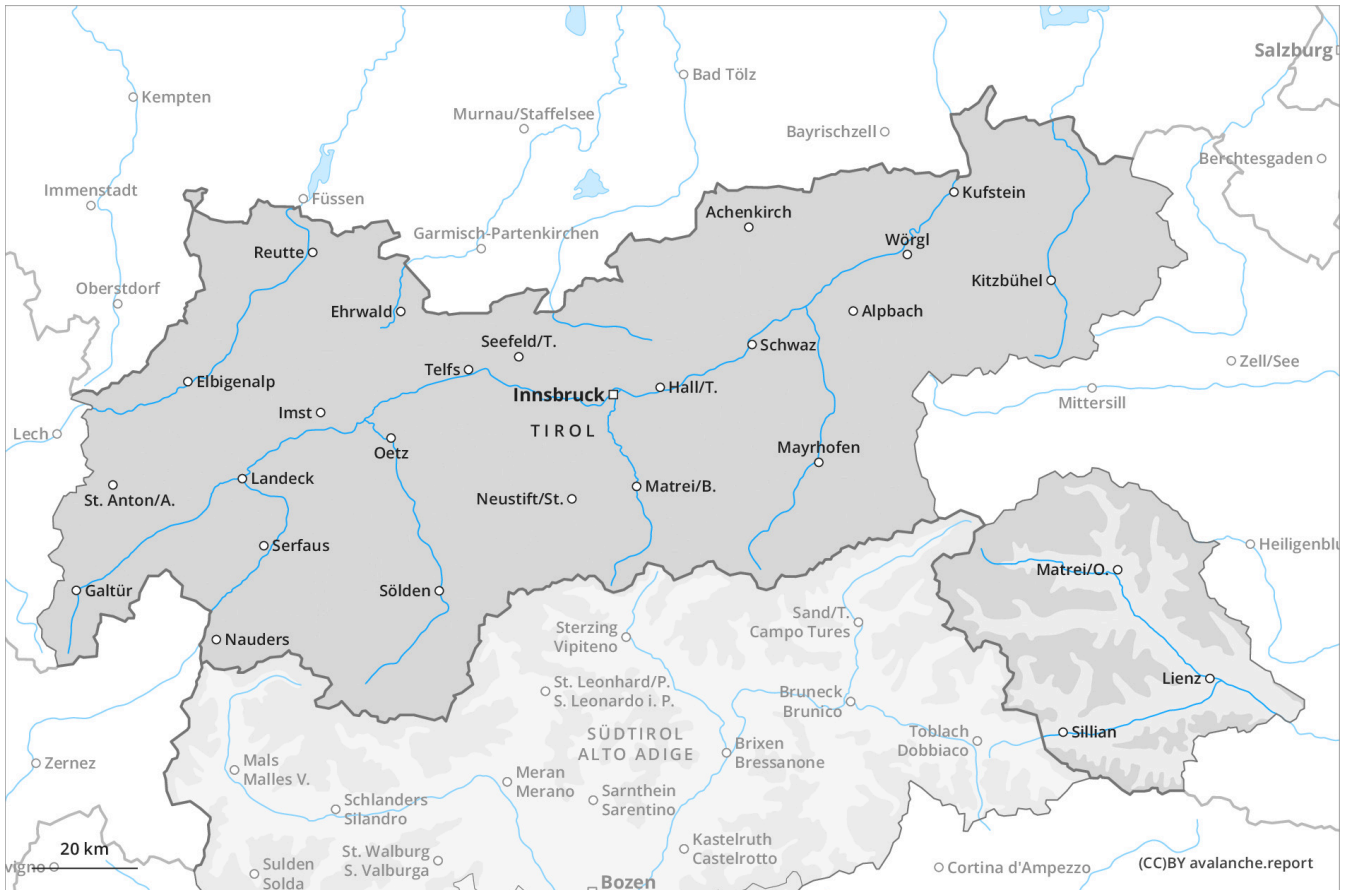 Salzburg
Bad Tölz
Kempten
Murnau/Staffelsee
Bayrischzell
Berchtesgaden
Immenstadt
Füssen
Kufstein
Achenkirch
Garmisch-Partenkirchen
Wörgl
Reutte
Kitzbühel
Oberstdorf
Ehrwald
Alpbach
Seefeld/T.
Schwaz
Zell/See
Telfs
Elbigenalp
Hall/T.
Innsbruck
Mittersill
Imst
TIROL
Lech
Oetz
Mayrhofen
Landeck
Matrei/B.
St. Anton/A.
Neustift/St.
Serfaus
Heiligenblu
Matrei/O.
Galtür
Sölden
Sand/T.
Campo Tures
Nauders
Sterzing
Vipiteno
Lienz
St. Leonhard/P.
S. Leonardo i. P.
Bruneck
Brunico
Sillian
SÜDTIROL
ALTO ADIGE
Toblach
Dobbiaco
Brixen
Bressanone
Zernez
Mals
Malles V.
Meran
Merano
Sarnthein
Sarentino
Schlanders
Silandro
Kastelruth
Castelrotto
20 km
St. Walburg
S. Valburga
vigno
Sulden
Solda
Cortina d'Ampezzo
(CC)BY avalanche.report
Bozen